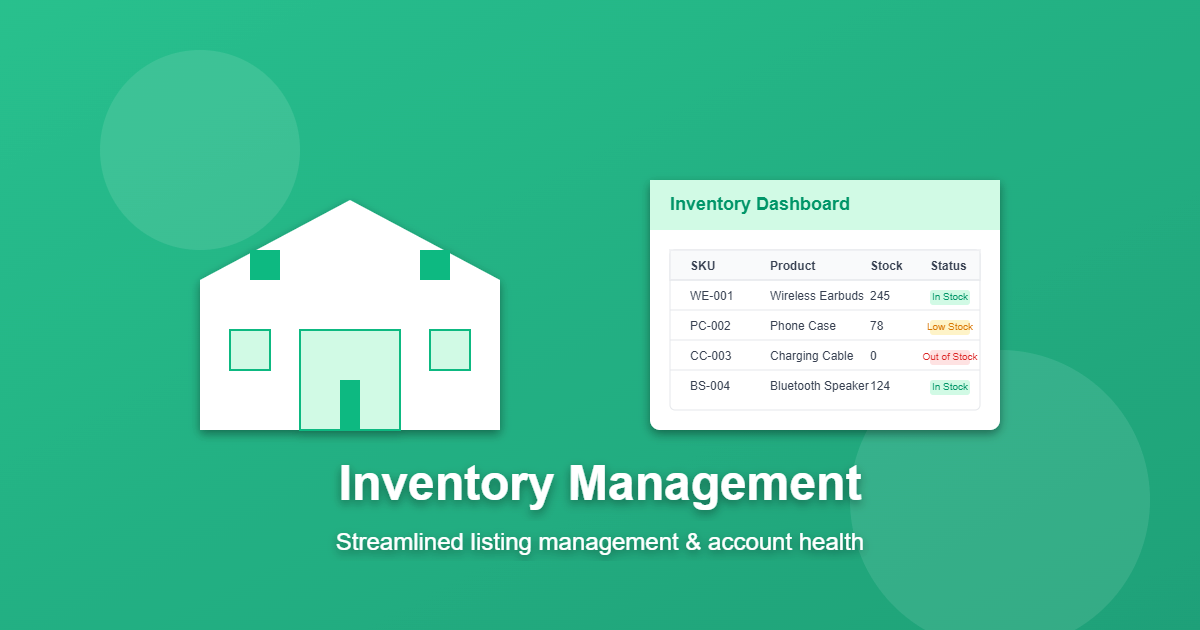 Inventory Dashboard
SKU Product Stock Status
WE-001 Wireless Earbuds 245 In Stock
PC-002 Phone Case 78 Low Stock
CC-003 Charging Cable 0 Out of Stock
BS-004 Bluetooth Speaker 124 In Stock
Inventory Management
Streamlined listing management & account health